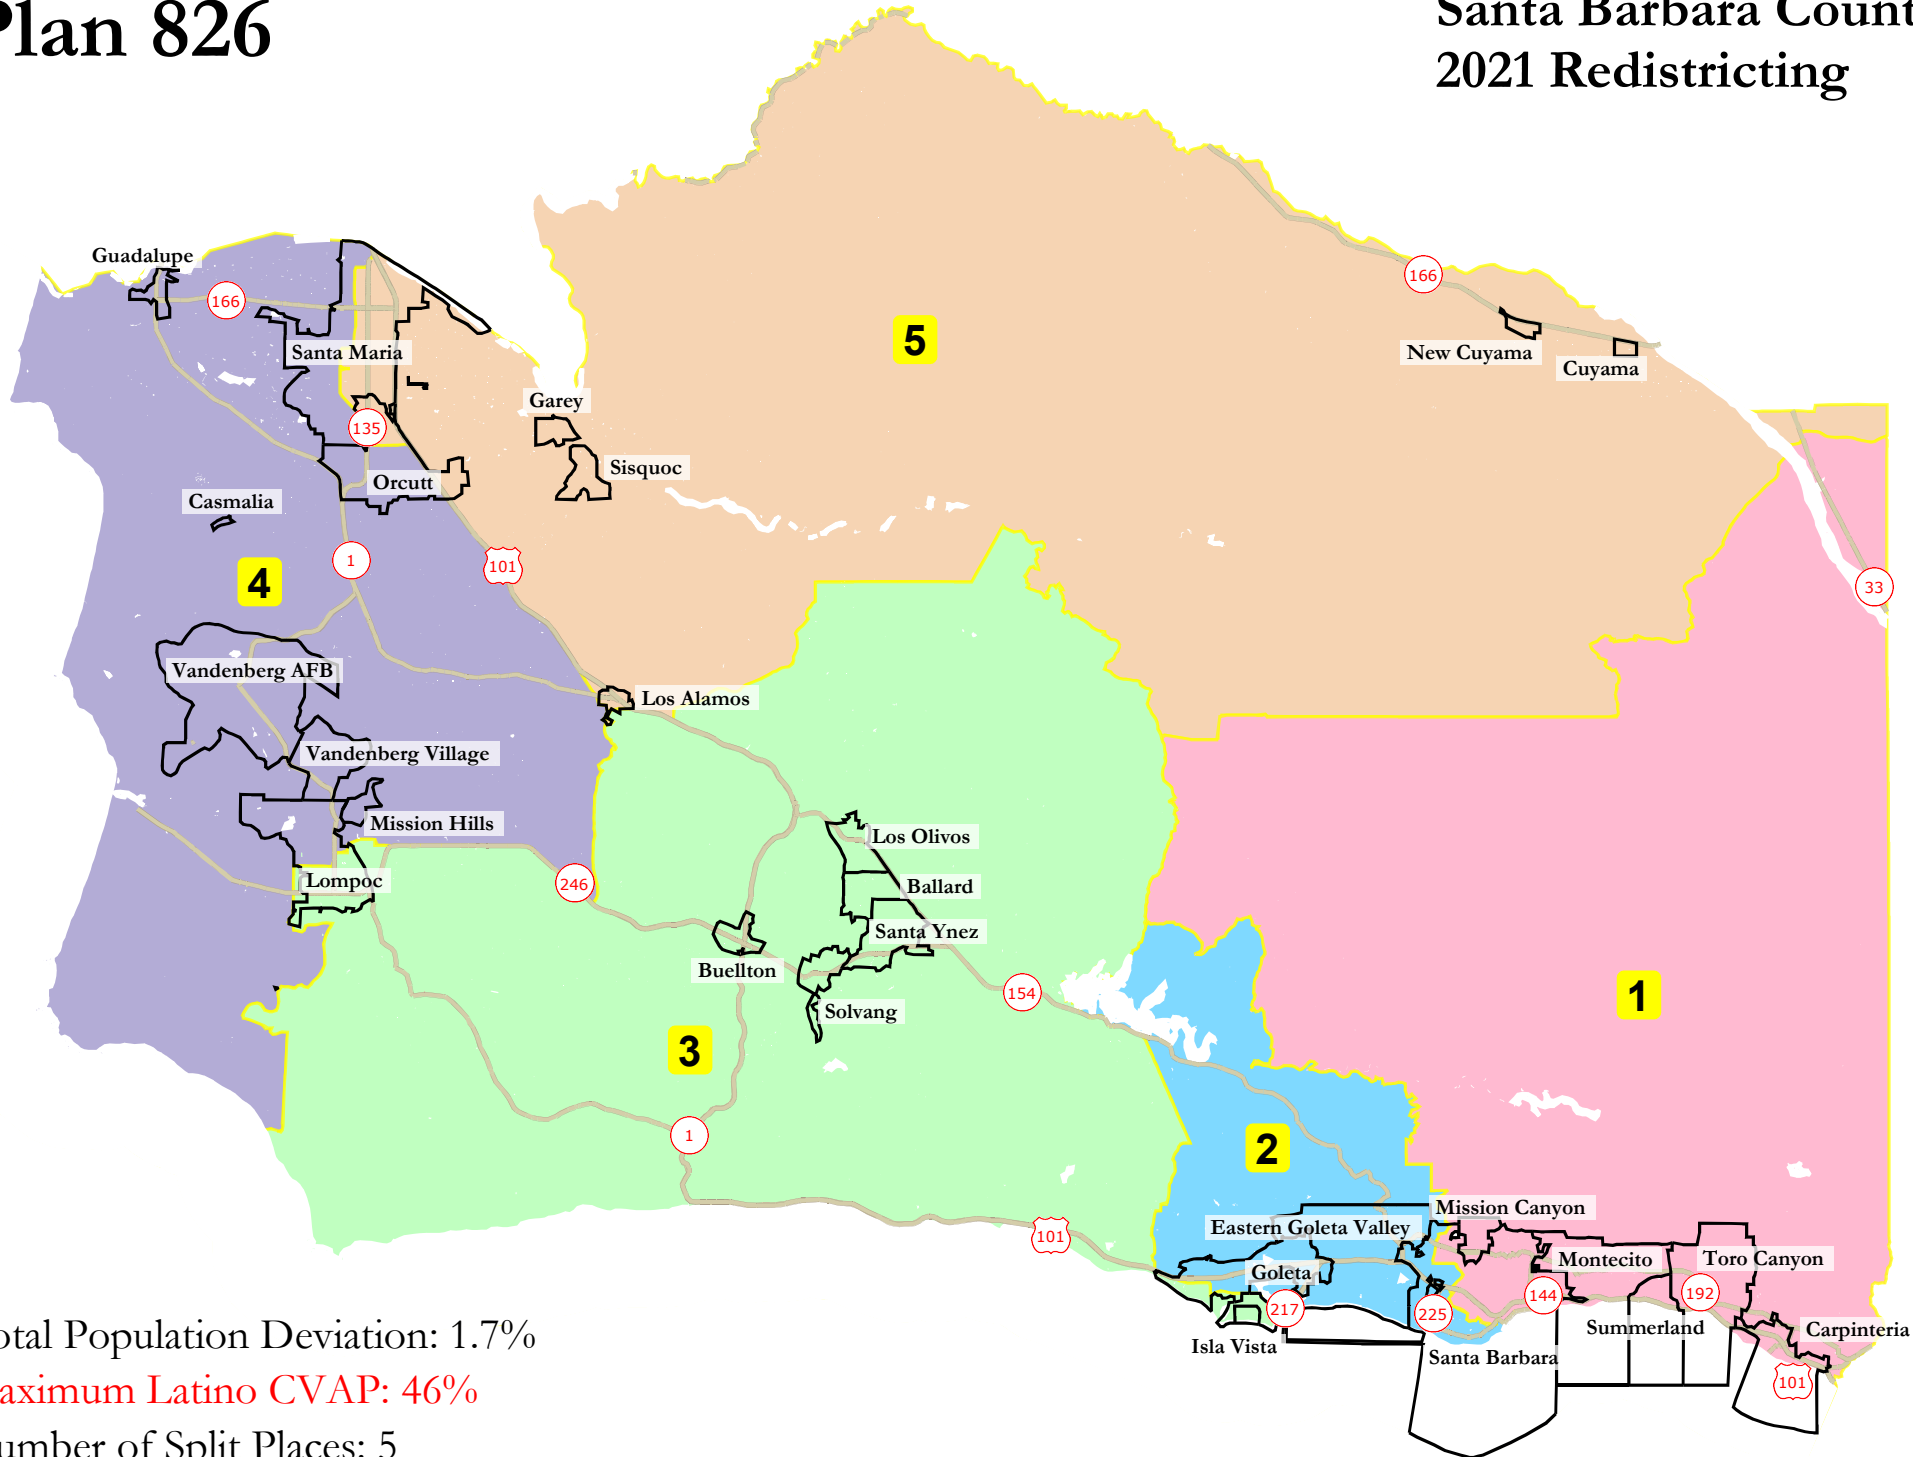 Plan 826
Santa Barbara Count
2021 Redistricting
Guadalupe
166
166
5
Santa Maria
New Cuyama
Cuyama
Garey
135
Sisquoc
Orcutt
Casmalia
1
101
4
33
Vandenberg AFB
Los Alamos
Vandenberg Village
Mission Hills
Los Olivos
Lompoc
246
Ballard
Santa Ynez
Buellton
154
1
Solvang
3
1
2
Mission Canyon
Eastern Goleta Valley
101
Montecito
Toro Canyon
Goleta
144
192
217
225
Summerland
Carpinteria
Isla Vista
Santa Barbara
101
otal Population Deviation: 1.7%
aximum Latino CVAP: 46%
umber of Split Places: 5